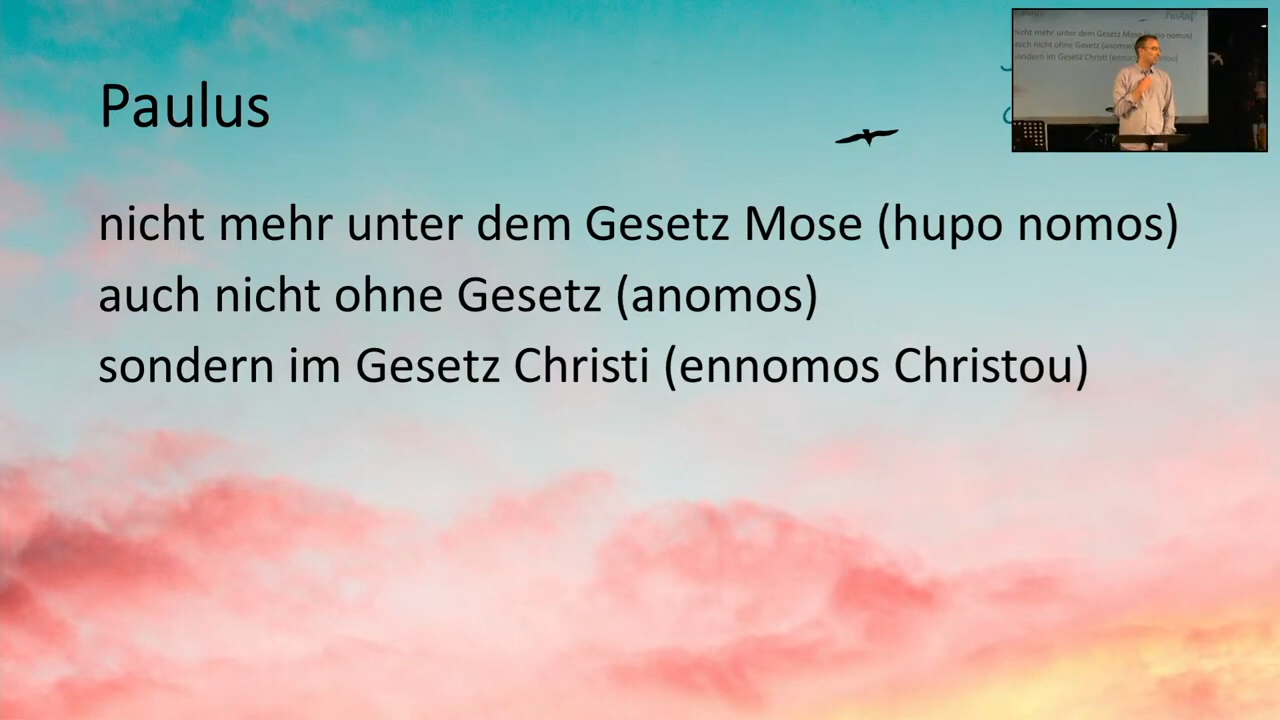 Paulus
nicht mehr unter dem Gesetz Mose (hupo nomos)
auch nicht ohne Gesetz (anomos)
sondern im Gesetz Christi (ennomos Christou)